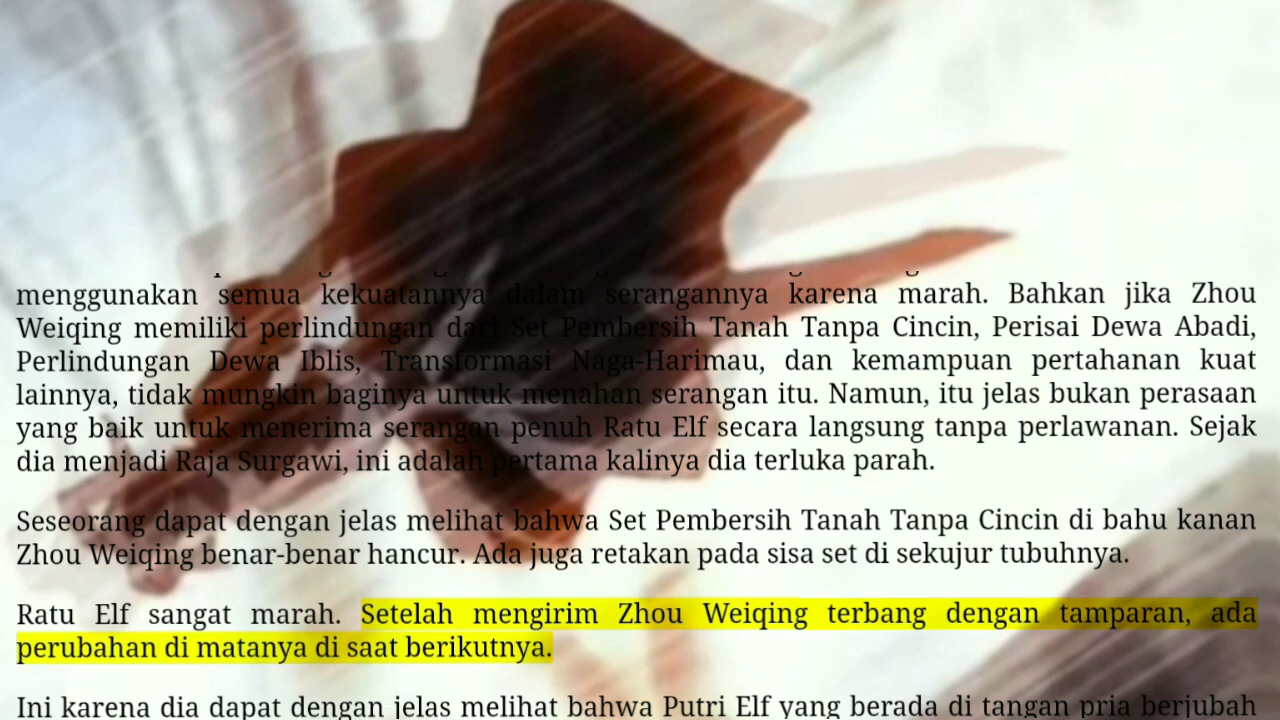 menggunakan semua kekuatannya dalam serangannya karena marah. Bahkan jika Zhou
Weiqing memiliki perlindungan dari Set Pembersih Tanah Tanpa Cincin, Perisai Dewa Abadi,
Perlindungan Dewa Iblis, Transformasi Naga-Harimau, dan kemampuan pertahanan kuat
lainnya, tidak mungkin baginya untuk menahan serangan itu. Namun, itu jelas bukan perasaan
yang baik untuk menerima serangan penuh Ratu Elf secara langsung tanpa perlawanan. Sejak
dia menjadi Raja Surgawi, ini adalah pertama kalinya dia terluka parah.
Seseorang dapat dengan jelas melihat bahwa Set Pembersih Tanah Tanpa Cincin di bahu kanan
Zhou Weiqing benar-benar hancur. Ada juga retakan pada sisa set di sekujur tubuhnya.
Ratu Elf sangat marah. Setelah mengirim Zhou Weiqing terbang dengan tamparan, ada
perubahan di matanya di saat berikutnya.
Ini karena dia dapat dengan jelas melihat bahwa Putri Elf yang berada di tangan pria berjubah